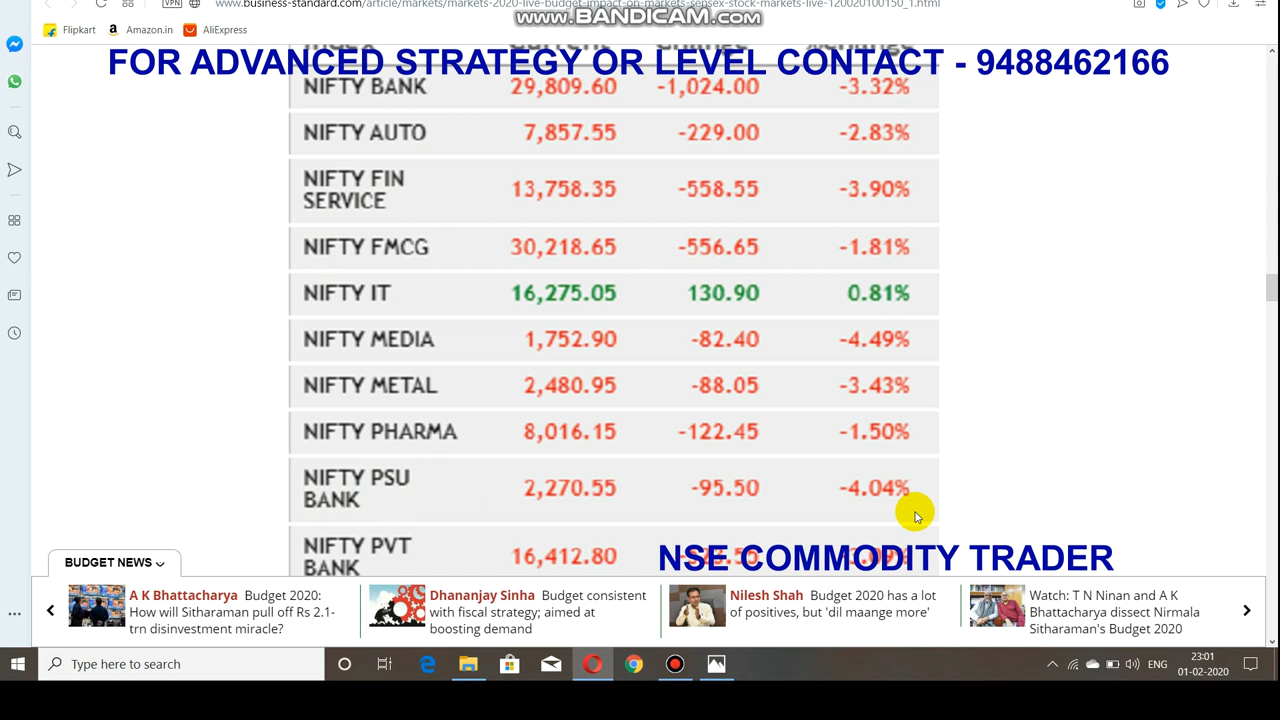 www.business-standard.com/article/markets/markets-2020-live-budget-impact-on-markets-sensex-stock-markets-live-120020100150_1.html
VPN
www.BANDICAM.com
Flipkart Amazon.in AliExpress
Index Current Change %Change
FOR ADVANCED STRATEGY OR LEVEL CONTACT - 9488462166
NIFTY BANK 29,809.60 -1,024.00 -3.32%
NIFTY AUTO 7,857.55 -229.00 -2.83%
NIFTY FIN
SERVICE 13,758.35 -558.55 -3.90%
NIFTY FMCG 30,218.65 -556.65 -1.81%
NIFTY IT 16,275.05 130.90 0.81%
NIFTY MEDIA 1,752.90 -82.40 -4.49%
NIFTY METAL 2,480.95 -88.05 -3.43%
NIFTY PHARMA 8,016.15 -122.45 -1.50%
NIFTY PSU
BANK 2,270.55 -95.50 -4.04%
NIFTY PVT
BANK 16,412.80
NSE COMMODITY TRADER
BUDGET NEWS
A K Bhattacharya Budget 2020:
How will Sitharaman pull off Rs 2.1-
trn disinvestment miracle?
Dhananjay Sinha Budget consistent
with fiscal strategy; aimed at
boosting demand
Nilesh Shah Budget 2020 has a lot
of positives, but 'dil maange more'
Watch: T N Ninan and A K
Bhattacharya dissect Nirmala
Sitharaman's Budget 2020
Type here to search
ENG
23:01
01-02-2020